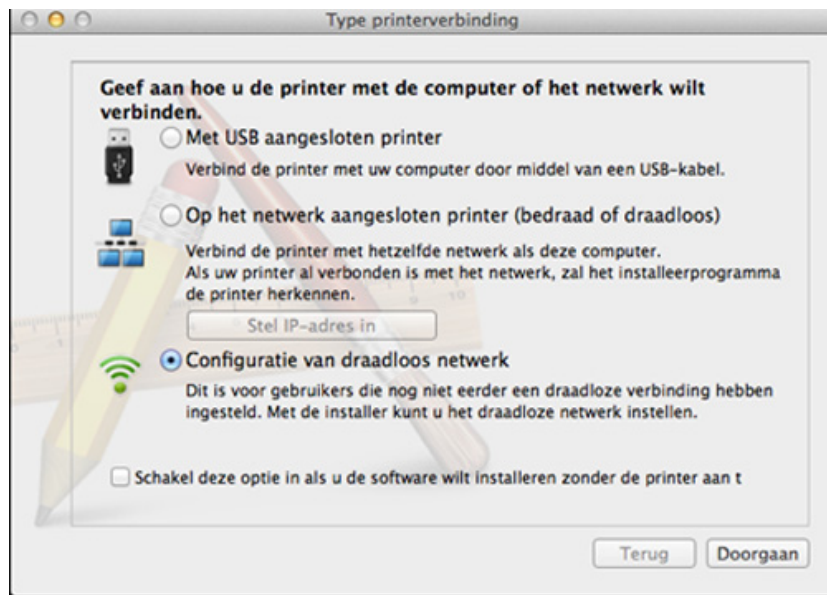 Type printerverbinding
Geef aan hoe u de printer met de computer of het netwerk wilt
verbinden.
Met USB aangesloten printer
Verbind de printer met uw computer door middel van een USB-kabel.
Op het netwerk aangesloten printer (bedraad of draadloos)
Verbind de printer met hetzelfde netwerk als deze computer.
Als uw printer al verbonden is met het netwerk, zal het installeerprogramma
de printer herkennen.
Stel IP-adres in
Configuratie van draadloos netwerk
Dit is voor gebruikers die nog niet eerder een draadloze verbinding hebben
ingesteld. Met de installer kunt u het draadloze netwerk instellen.
Schakel deze optie in als u de software wilt installeren zonder de printer aan t
Terug
Doorgaan